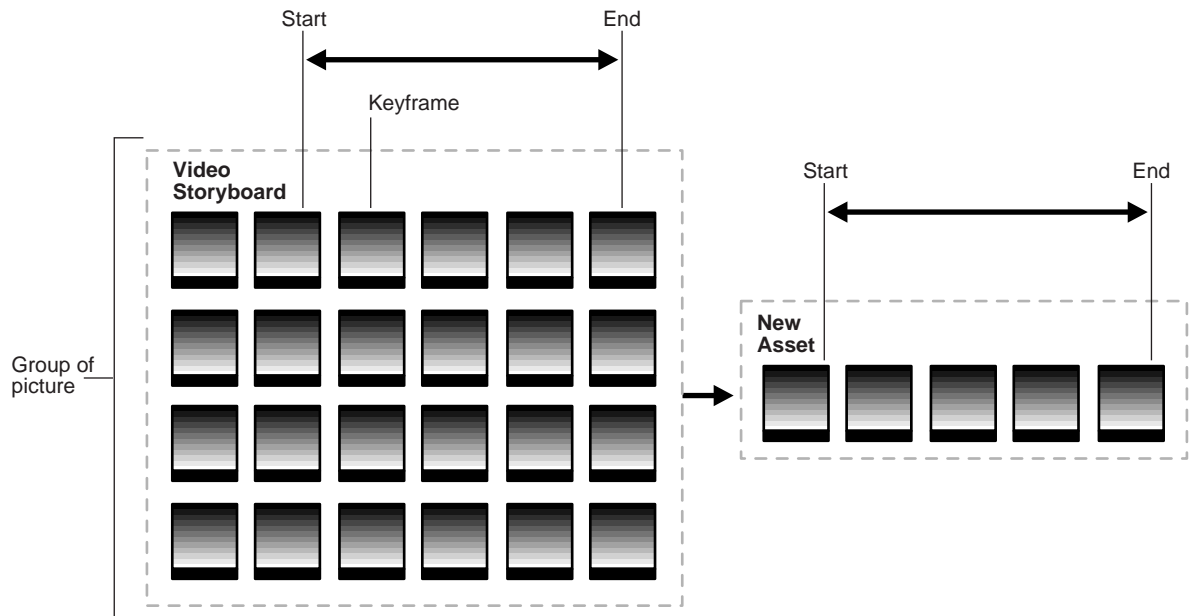 Start
End
Keyframe
Video
Storyboard
Group of
picture
Start
End
New
Asset